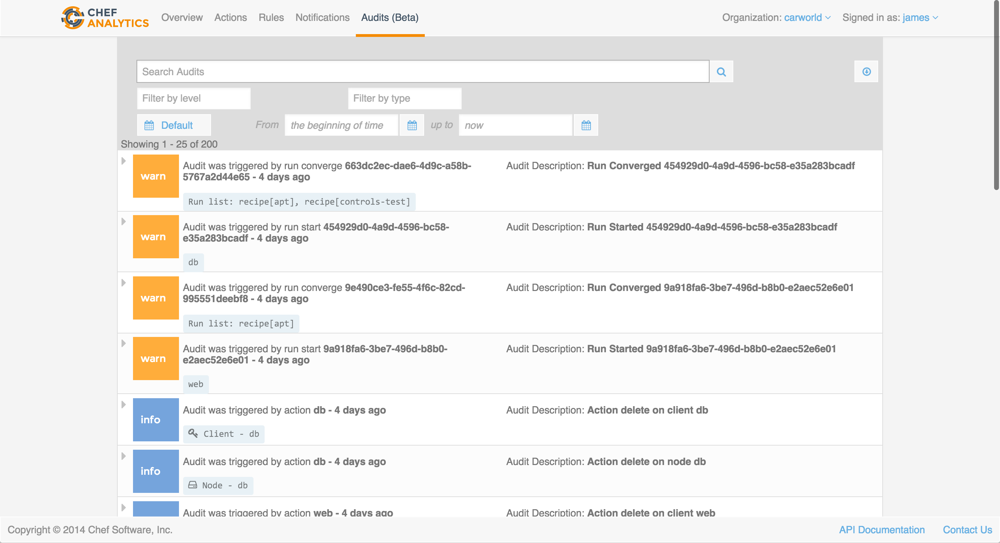 CHEF
ANALYTICS
Overview Actions Rules Notifications Audits (Beta) Organization: carworld Signed in as: james
Search Audits
Filter by level Filter by type
Default From the beginning of time up to now
Showing 1 - 25 of 200
warn
Audit was triggered by run converge 663dc2ec-dae6-4d9c-a58b-
5767a2d44e65 - 4 days ago
Audit Description: Run Converged 454929d0-4a9d-4596-bc58-e35a283bcadf
Run list: recipe[apt], recipe[controls-test]
warn
Audit was triggered by run start 454929d0-4a9d-4596-bc58-
e35a283bcadf - 4 days ago
Audit Description: Run Started 454929d0-4a9d-4596-bc58-e35a283bcadf
db
warn
Audit was triggered by run converge 9e490ce3-fe55-4f6c-82cd-
995551deebf8 - 4 days ago
Audit Description: Run Converged 9a918fa6-3be7-496d-b8b0-e2aec52e6e01
Run list: recipe[apt]
warn
Audit was triggered by run start 9a918fa6-3be7-496d-b8b0-
e2aec52e6e01 - 4 days ago
Audit Description: Run Started 9a918fa6-3be7-496d-b8b0-e2aec52e6e01
web
info
Audit was triggered by action db - 4 days ago
Audit Description: Action delete on client db
Client - db
info
Audit was triggered by action db - 4 days ago
Audit Description: Action delete on node db
Node - db
Audit was triggered by action web - 4 days ago
Audit Description: Action delete on client web
Copyright © 2014 Chef Software, Inc. API Documentation Contact Us